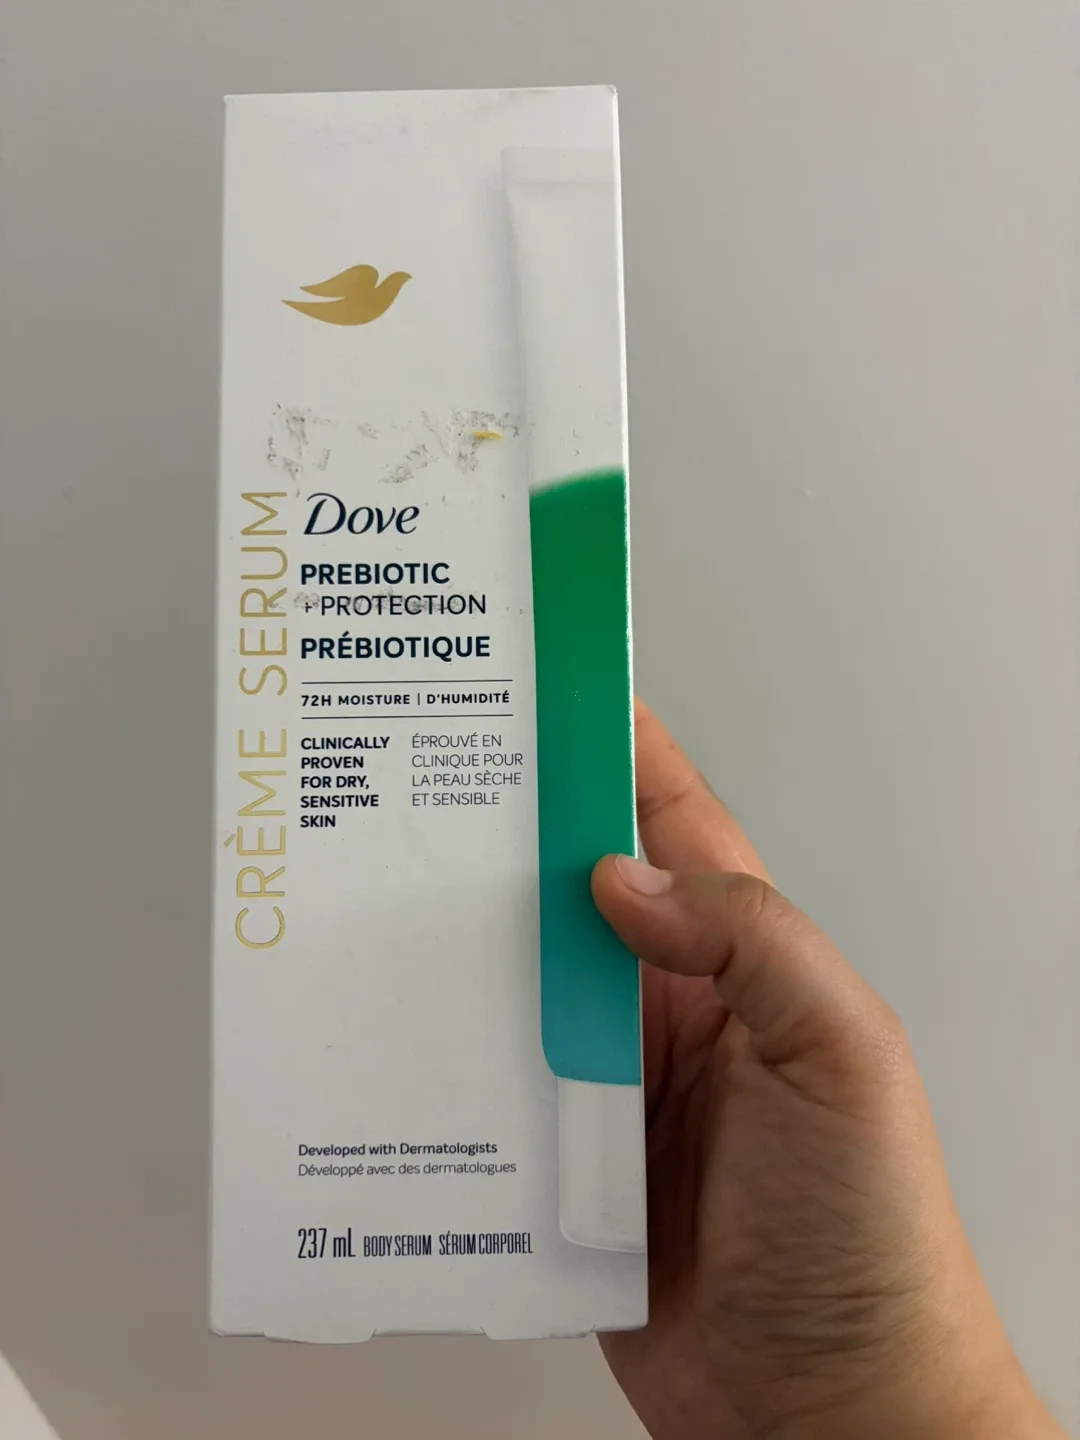 CRÈME SERUM
Dove
PREBIOTIC
+ PROTECTION
PRÉBIOTIQUE
72H MOISTURE | D'HUMIDITÉ
CLINICALLY
PROVEN
FOR DRY,
SENSITIVE
SKIN
ÉPROUVÉ EN
CLINIQUE POUR
LA PEAU SÈCHE
ET SENSIBLE
Developed with Dermatologists
Développé avec des dermatologues
237 mL BODY SERUM SÉRUM CORPOREL